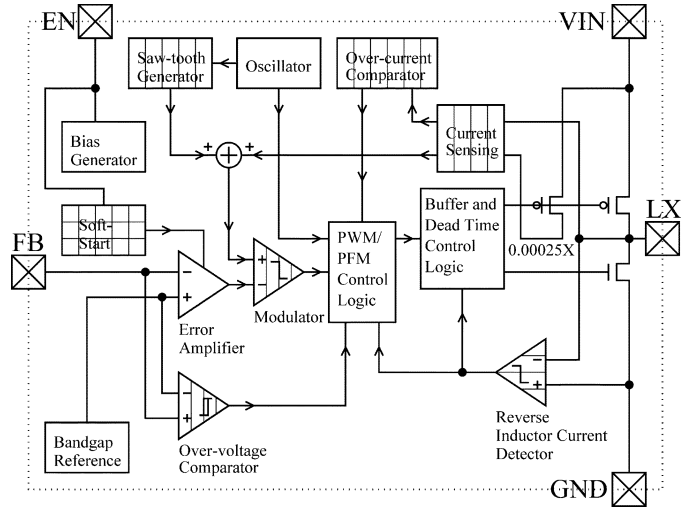 EN
VIN
Saw-tooth
Generator
Oscillator
Over-current
Comparator
Bias
Generator
+
+
Current
Sensing
Soft-
Start
Buffer and
Dead Time
Control
Logic
0.00025X
LX
FB
PWM/
PFM
Control
Logic
−
+
Error
Amplifier
+
−
Modulator
−
+
Over-voltage
Comparator
−
+
Reverse
Inductor Current
Detector
Bandgap
Reference
GND